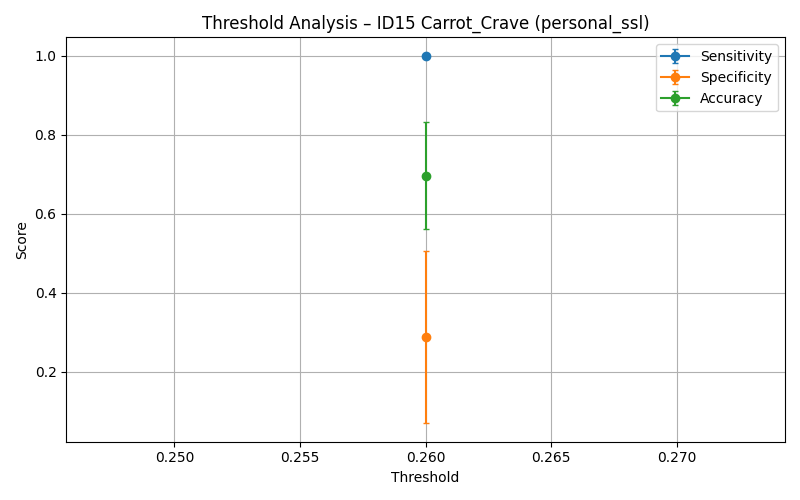 Threshold Analysis – ID15 Carrot_Crave (personal_ssl)
1.0
0.8
0.6
0.4
0.2
Score
Sensitivity
Specificity
Accuracy
0.250 0.255 0.260 0.265 0.270
Threshold